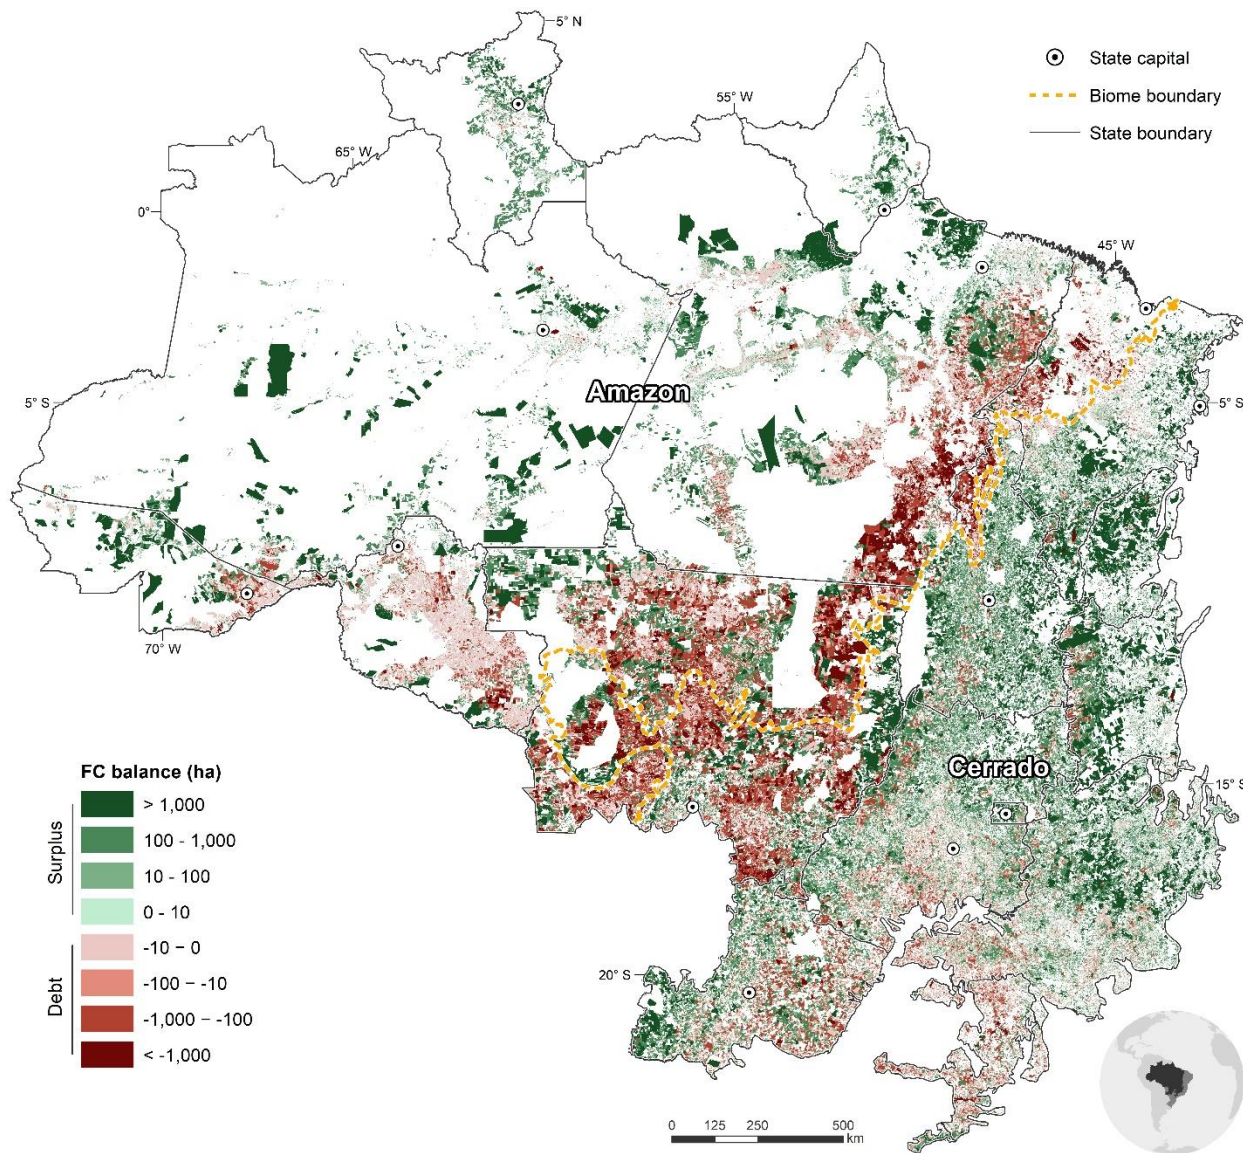 5° N
State capital
Biome boundary
State boundary
55° W
65° W
0°
45° W
Amazon
5° S
5° S
70° W
Cerrado
15° S
FC balance (ha)
Surplus
> 1,000
100 - 1,000
10 - 100
0 - 10
Debt
-10 – 0
-100 – -10
-1,000 – -100
< -1,000
20° S
0 125 250 500
km